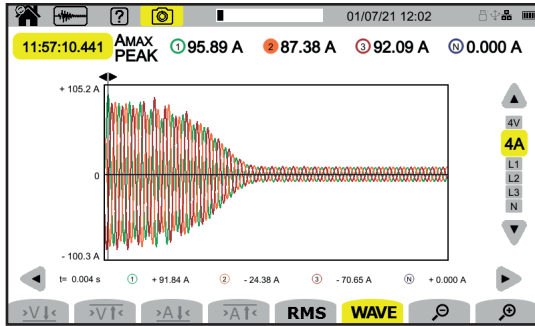 ? 01/07/21 12:02
11:57:10.441 AMAX PEAK 1 95.89 A 2 87.38 A 3 92.09 A N 0.000 A
+ 105.2 A
0
- 100.3 A
4V
4A
L1
L2
L3
N
t= 0.004 s 1 + 91.84 A 2 - 24.38 A 3 - 70.65 A N + 0.000 A
>V↓< >V↑< >A↓< >A↑< RMS WAVE